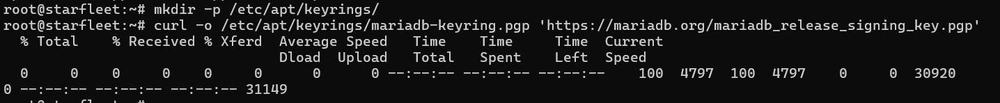 root@starfleet:~# mkdir -p /etc/apt/keyrings/
root@starfleet:~# curl -o /etc/apt/keyrings/mariadb-keyring.pgp 'https://mariadb.org/mariadb_release_signing_key.pgp'
  % Total    % Received % Xferd  Average Speed   Time    Time     Time  Current
                                 Dload  Upload   Total   Spent    Left  Speed
  0     0    0     0    0     0      0      0 --:--:-- --:--:-- --:--:--    100  4797  100  4797    0     0  30920
0 --:--:-- --:--:-- --:--:-- 31149